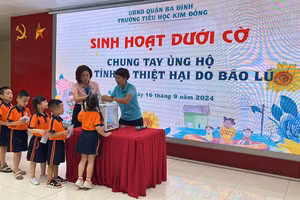 UBND QUẬN BA ĐÌNH
TRƯỜNG TIỂU HỌC KIM ĐỒNG
SINH HOẠT DƯỚI CỜ
CHUNG TAY ỦNG HỘ
TỈNH THIỆT HẠI DO BÃO LŨ
16 tháng 9 năm 2024